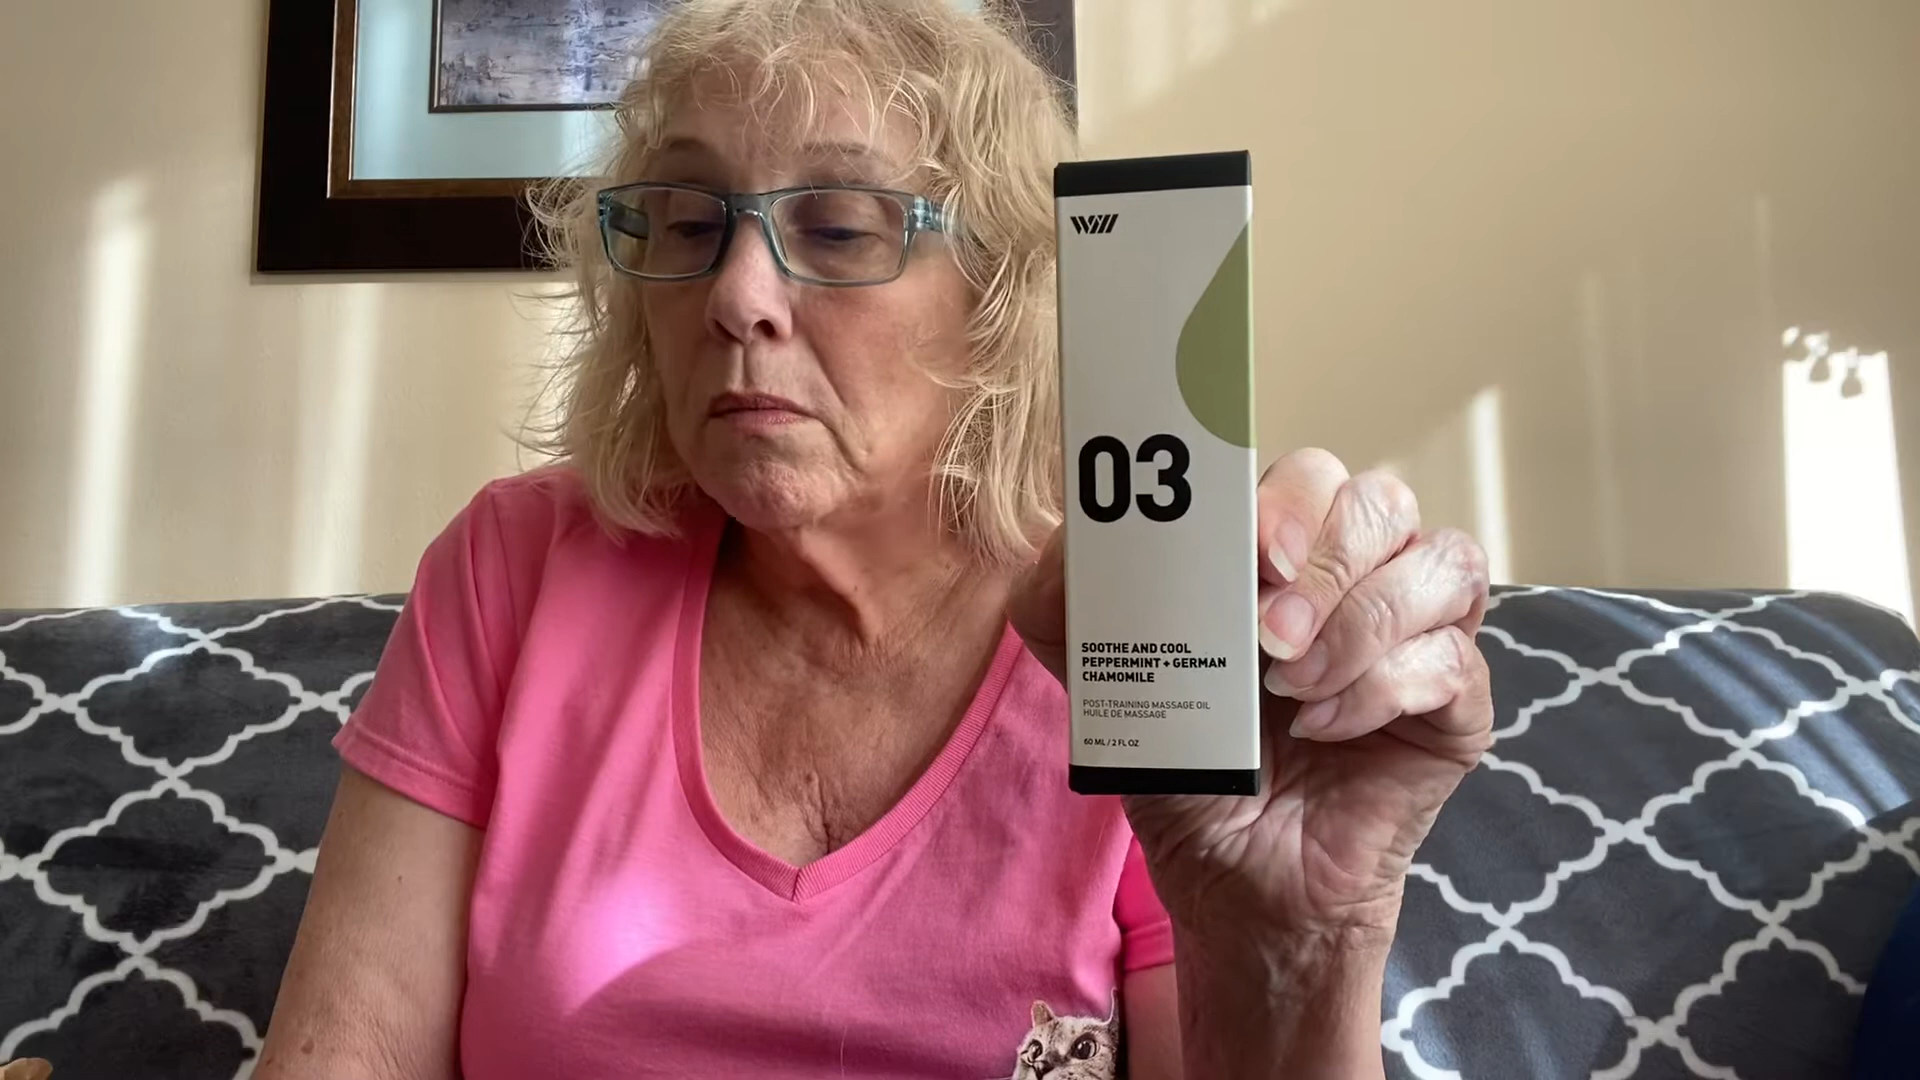 Will
03
SOOTHE AND COOL
PEPPERMINT + GERMAN
CHAMOMILE
POST-TRAINING MASSAGE OIL
HUILE DE MASSAGE
60 ML / 2 FL OZ